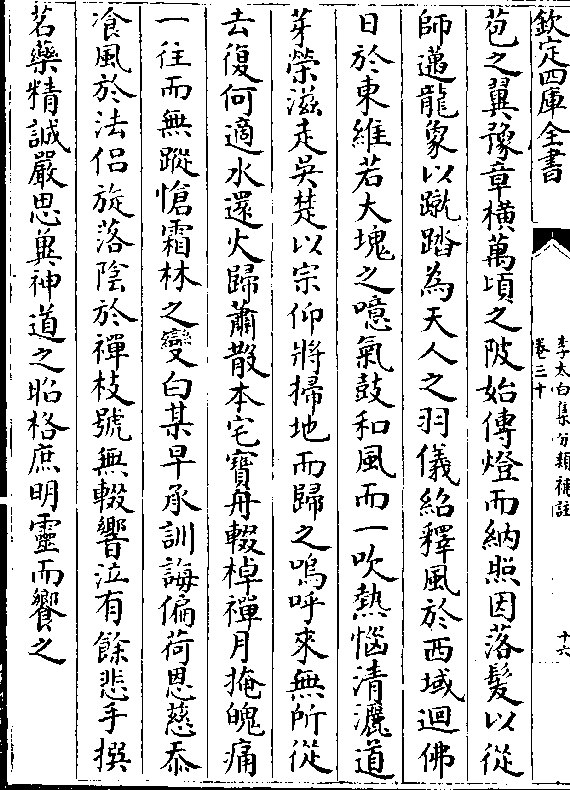 欽定四庫全書
李太白集分類補註
卷三十
十六
苞之翼豫章橫萬頃之陂始傳燈而納照因落髮以從
師邁龍象以蹴踏為天人之羽儀紹釋風於西域迴佛
日於東維若大塊之噫氣鼓和風而一吹熱惱清灑道
芽榮滋走吳楚以宗仰將掃地而歸之嗚呼來無所從
去復何適水還火歸蕭散本宅寶舟輟棹禪月掩魄痛
一往而無蹤愴霜林之變白某早承訓誨偏荷恩慈忝
飡風於法侶旋落陰於禪枝號無輟響泣有餘悲手撰
茗藥精誠嚴思冀神道之昭格庶明靈而饗之